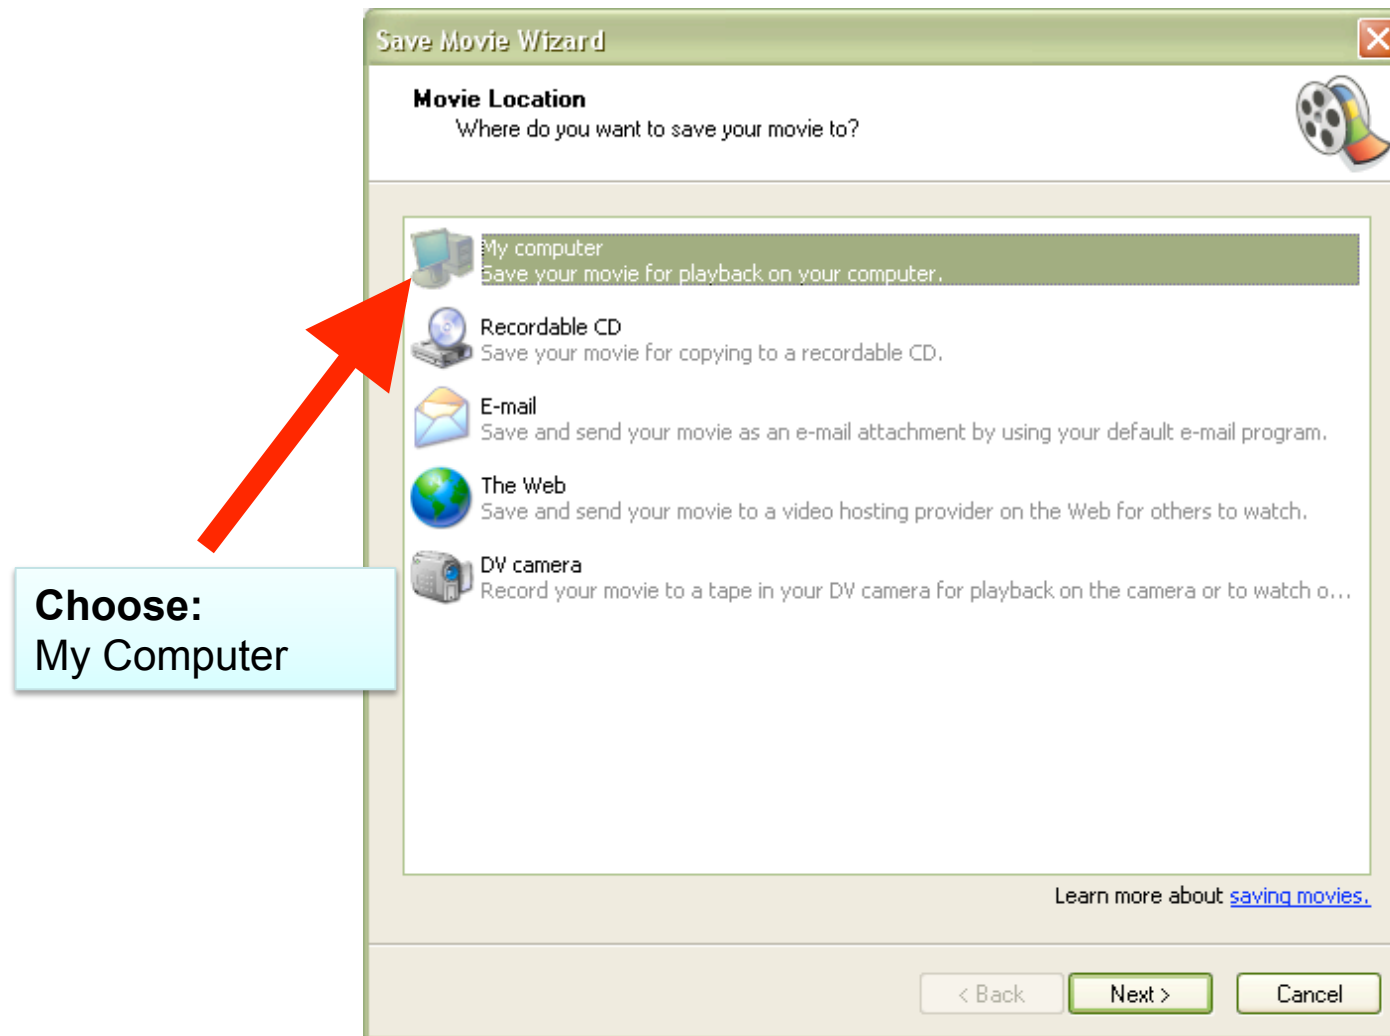 Save Movie Wizard
Movie Location
Where do you want to save your movie to?
My computer
Save your movie for playback on your computer.
Recordable CD
Save your movie for copying to a recordable CD.
E-mail
Save and send your movie as an e-mail attachment by using your default e-mail program.
The Web
Save and send your movie to a video hosting provider on the Web for others to watch.
DV camera
Record your movie to a tape in your DV camera for playback on the camera or to watch o...
Choose:
My Computer
Learn more about saving movies.
< Back Next > Cancel